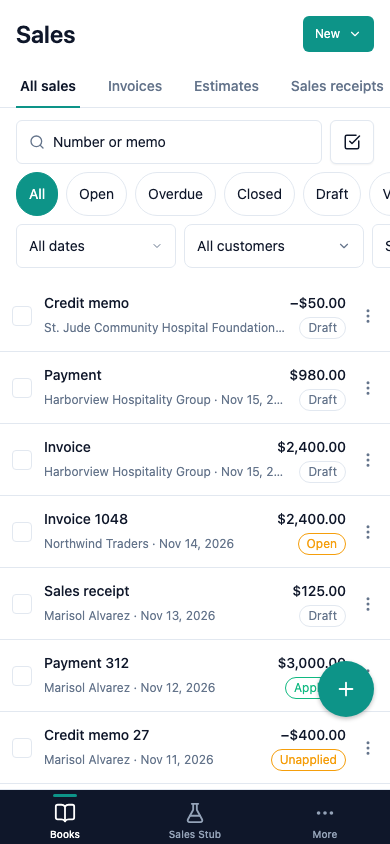 Sales
New
All sales Invoices Estimates Sales receipts
Number or memo
All Open Overdue Closed Draft
All dates All customers
Credit memo −$50.00
St. Jude Community Hospital Foundation... Draft
Payment $980.00
Harborview Hospitality Group · Nov 15, 2... Draft
Invoice $2,400.00
Harborview Hospitality Group · Nov 15, 2... Draft
Invoice 1048 $2,400.00
Northwind Traders · Nov 14, 2026 Open
Sales receipt $125.00
Marisol Alvarez · Nov 13, 2026 Draft
Payment 312 $3,000.00
Marisol Alvarez · Nov 12, 2026
Credit memo 27 −$400.00
Marisol Alvarez · Nov 11, 2026 Unapplied
Books Sales Stub More